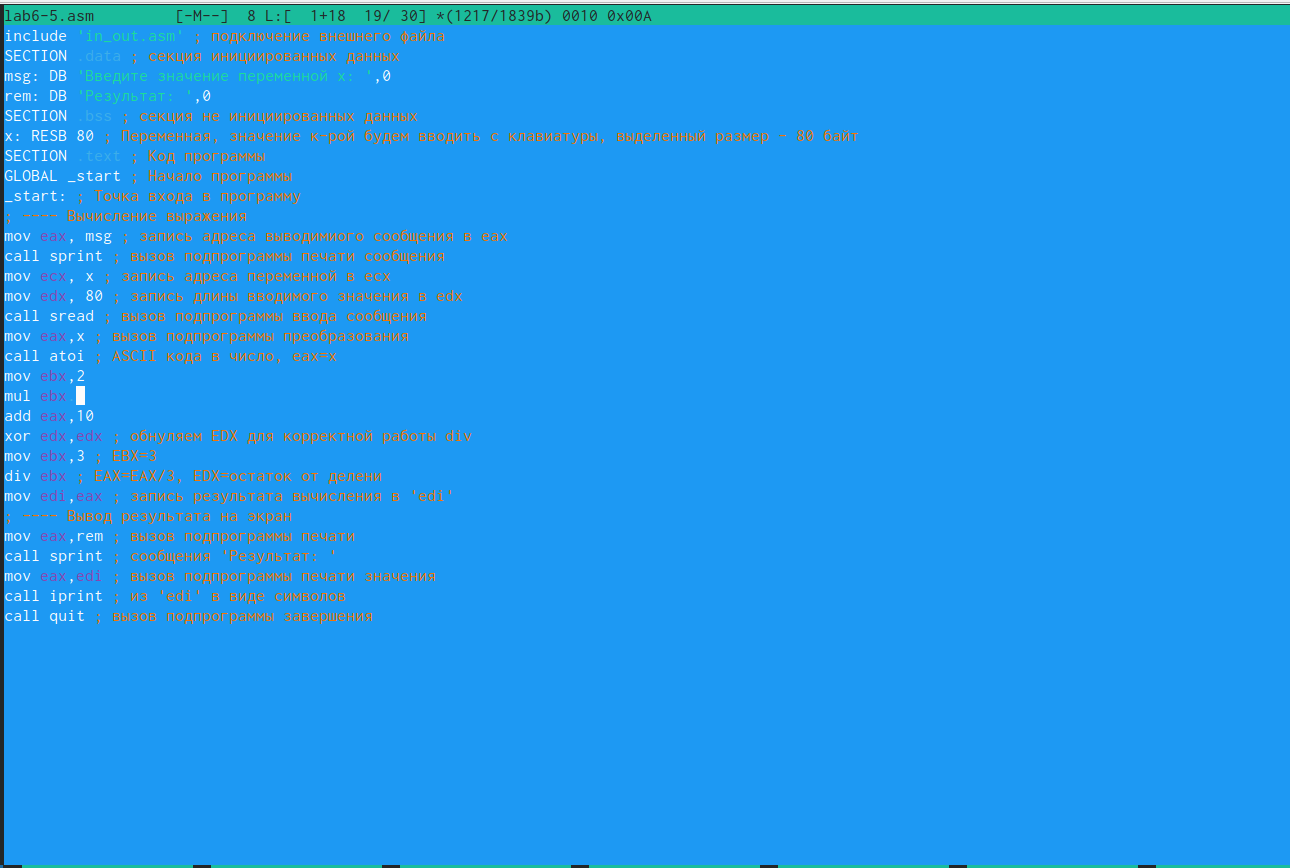 lab6-5.asm [-M--] 8 L:[ 1+18 19/ 30] *(1217/1839b) 0010 0x00A
include 'in_out.asm' ; подключение внешнего файла
SECTION .data ; секция инициированных данных
msg: DB 'Введите значение переменной х: ',0
rem: DB 'Результат: ',0
SECTION .bss ; секция не инициированных данных
x: RESB 80 ; Переменная, значение к-рой будем вводить с клавиатуры, выделенный размер - 80 байт
SECTION .text ; Код программы
GLOBAL _start ; Начало программы
_start: ; Точка входа в программу
; ---- Вычисление выражения
mov eax, msg ; запись адреса выводимиого сообщения в eax
call sprint ; вызов подпрограммы печати сообщения
mov ecx, x ; запись адреса переменной в ecx
mov edx, 80 ; запись длины вводимого значения в edx
call sread ; вызов подпрограммы ввода сообщения
mov eax,x ; вызов подпрограммы преобразования
call atoi ; ASCII кода в число, eax=x
mov ebx,2
mul ebx
add eax,10
xor edx,edx ; обнуляем EDX для корректной работы div
mov ebx,3 ; EBX=3
div ebx ; EAX=EAX/3, EDX=остаток от делени
mov edi,eax ; запись результата вычисления в 'edi'
; ---- Вывод результата на экран
mov eax,rem ; вызов подпрограммы печати
call sprint ; сообщения 'Результат: '
mov eax,edi ; вызов подпрограммы печати значения
call iprint ; из 'edi' в виде символов
call quit ; вызов подпрограммы завершения